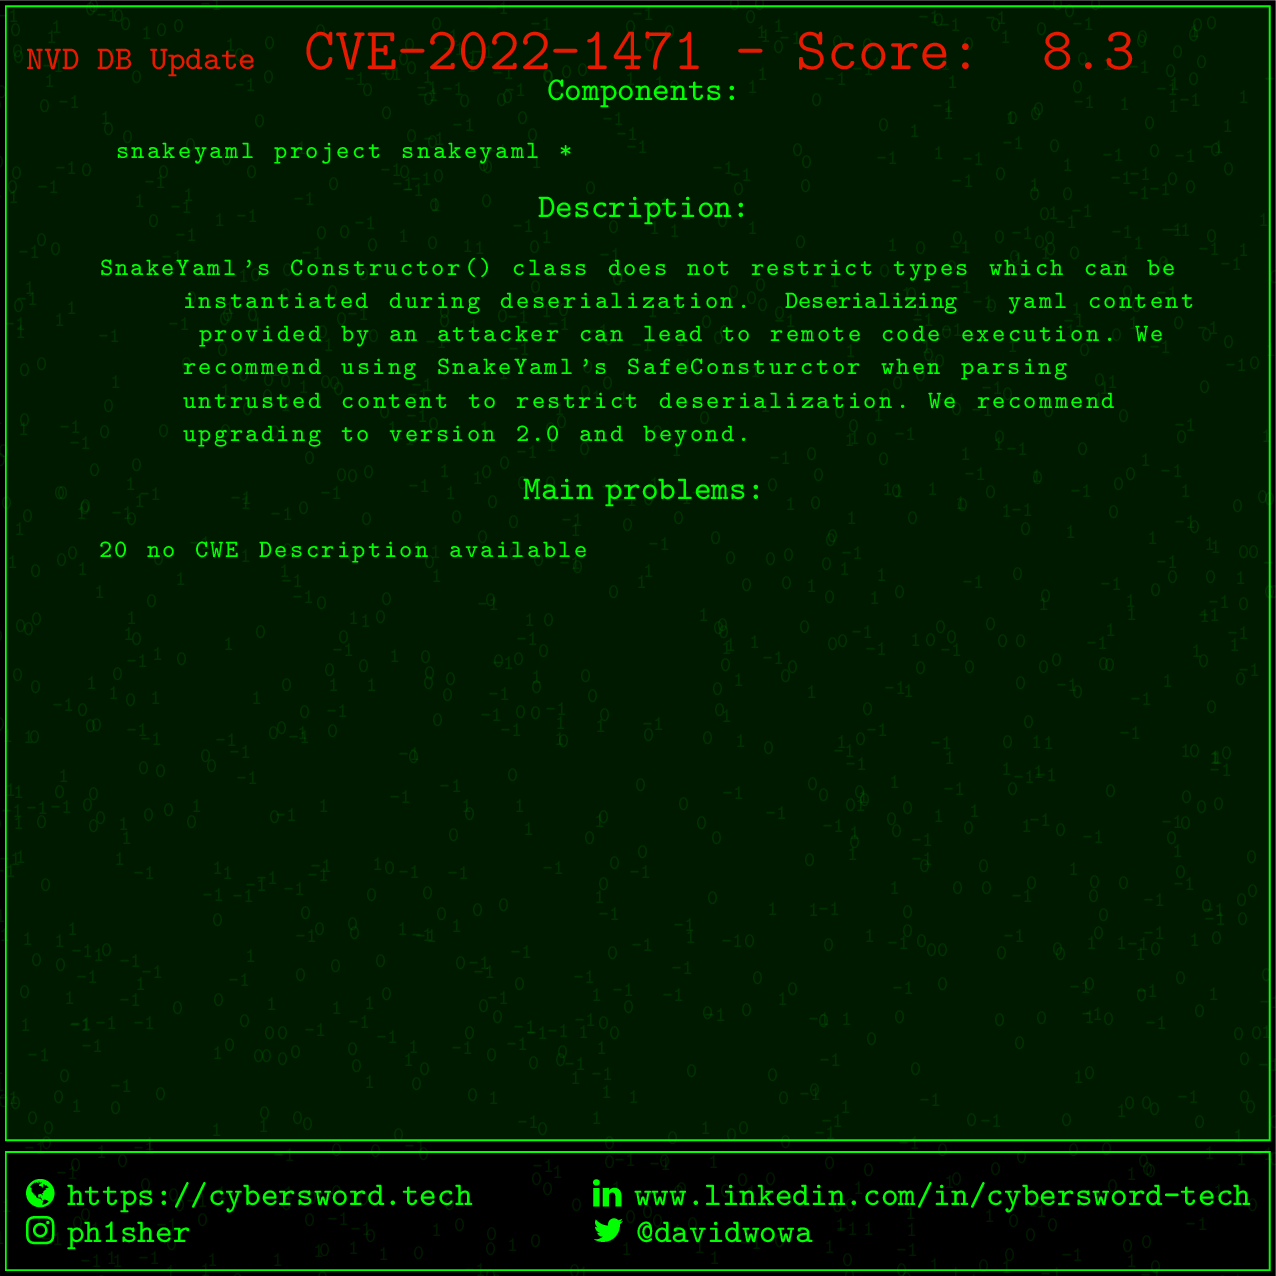 NVD DB Update CVE-2022-1471 - Score: 8.3
Components:
snakeyaml project snakeyaml *
Description:
SnakeYaml's Constructor() class does not restrict types which can be
instantiated during deserialization. Deserializing yaml content
provided by an attacker can lead to remote code execution. We
recommend using SnakeYaml's SafeConsturctor when parsing
untrusted content to restrict deserialization. We recommend
upgrading to version 2.0 and beyond.
Main problems:
20 no CWE Description available
https://cybersword.tech
www.linkedin.com/in/cybersword-tech
ph1sher
@davidwowa